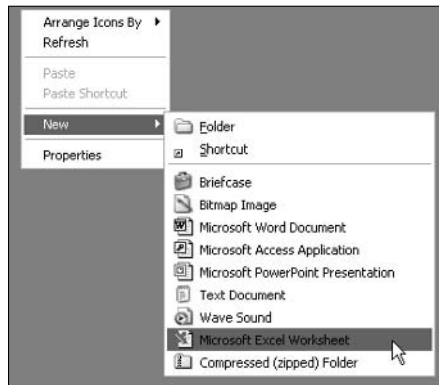 Arrange Icons By
Refresh
Paste
Paste Shortcut
New
Properties
Folder
Shortcut
Briefcase
Bitmap Image
Microsoft Word Document
Microsoft Access Application
Microsoft PowerPoint Presentation
Text Document
Wave Sound
Microsoft Excel Worksheet
Compressed (zipped) Folder